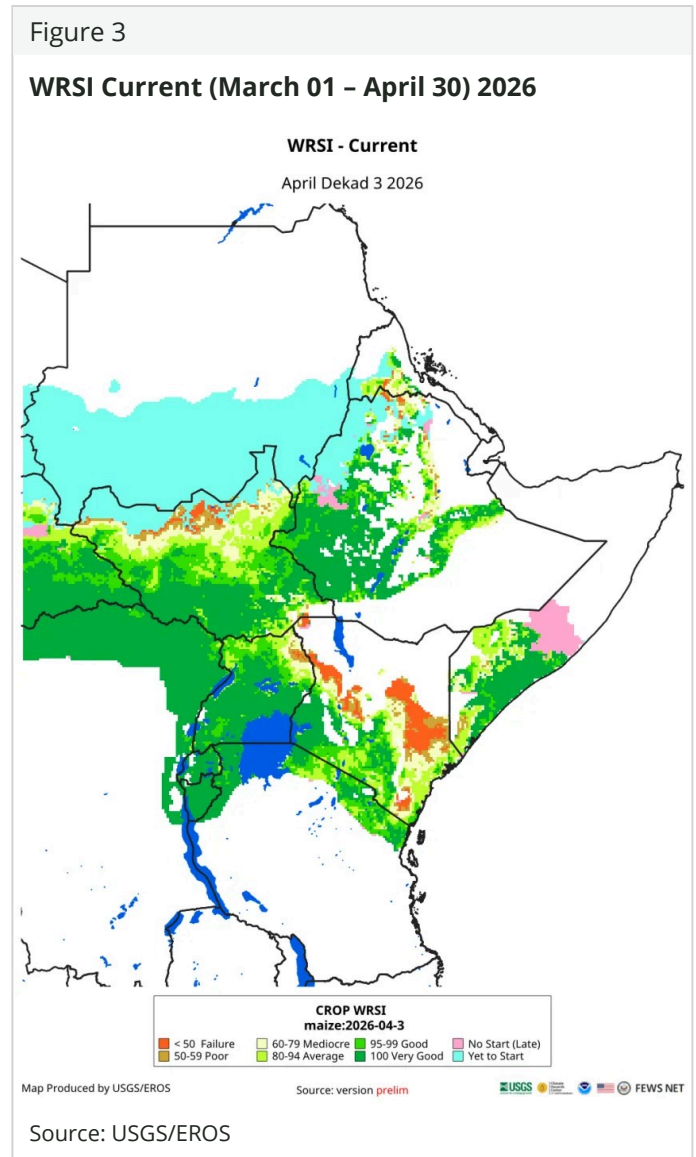 Figure 3
WRSI Current (March 01 – April 30) 2026
WRSI - Current
April Dekad 3 2026
CROP WRSI
maize:2026-04-3
< 50 Failure 60-79 Mediocre 95-99 Good No Start (Late)
50-59 Poor 80-94 Average 100 Very Good Yet to Start
Map Produced by USGS/EROS Source: version prelim USGS FEWS NET
Source: USGS/EROS